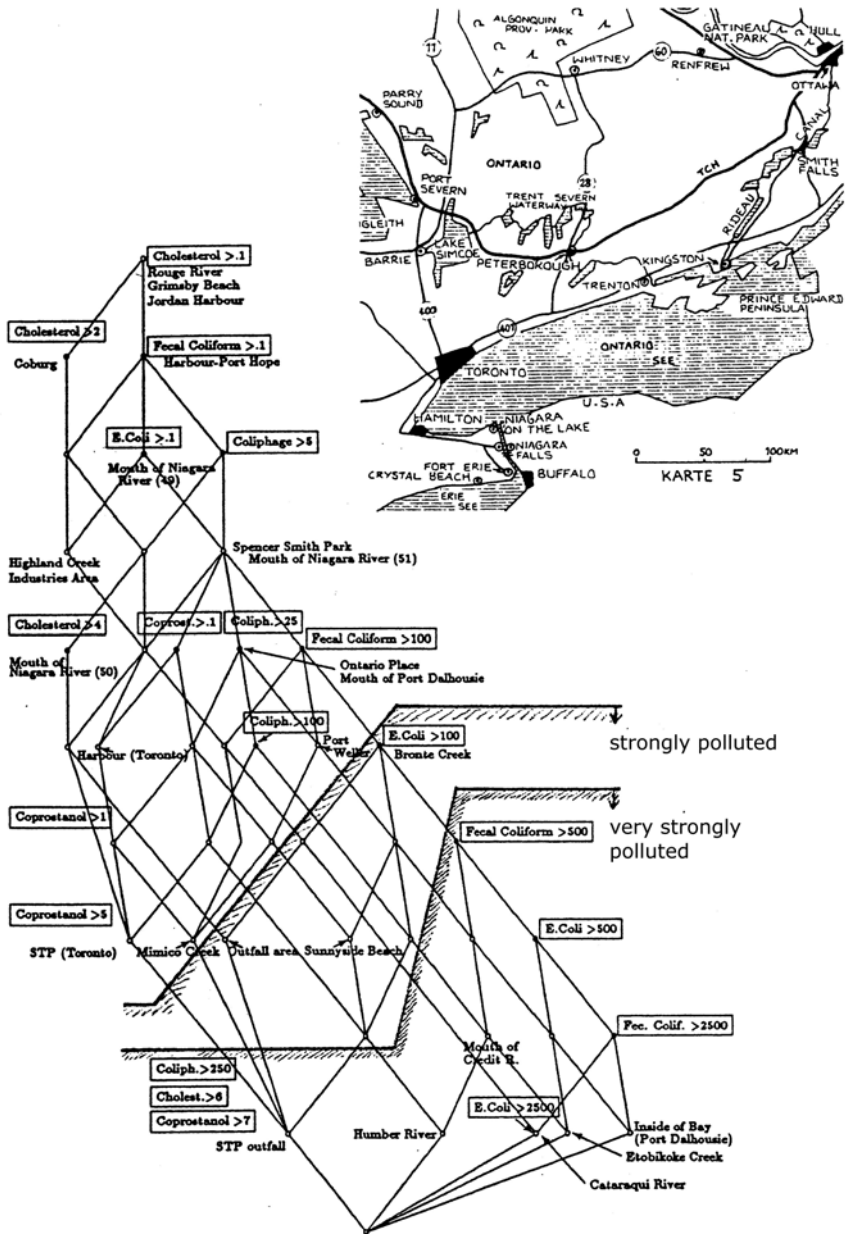 ALGONQUIN
PROV.-PARK
GATINEAU
NAT. PARK
HULL
11
WHITNEY
60
RENFREW
OTTAWA
PARRY
SOUND
ONTARIO
CANAL
SMITH
FALLS
TCH
PORT
SEVERN
28
TRENT SEVERN
WATERWAY
RIDEAU
IGLEITH
LAKE
SIMCOE
BARRIE
PETERBOROUGH
KINGSTON
TRENTON
PRINCE EDWARD
PENINSULA
400
401
ONTARIO
SEE
TORONTO
U.S.A
HAMILTON
NIAGARA
ON THE LAKE
NIAGARA
FALLS
FORT ERIE
CRYSTAL BEACH
BUFFALO
ERIE
SEE
0 50 100KM
KARTE 5
Cholesterol >.1
Rouge River
Grimsby Beach
Jordan Harbour
Cholesterol >2
Coburg
Fecal Coliform >.1
Harbour-Port Hope
E.Coli >.1
Mouth of Niagara
River (49)
Coliphage >5
Highland Creek
Industries Area
Spencer Smith Park
Mouth of Niagara River (51)
Cholesterol >4
Coprost.>.1
Coliph.>25
Fecal Coliform >100
Mouth of
Niagara River (50)
Ontario Place
Mouth of Port Dalhousie
Coliph.>100
Harbour (Toronto)
Port
Weller
E.Coli >100
Bronte Creek
strongly polluted
Coprostanol >1
Fecal Coliform >500
very strongly
polluted
Coprostanol >5
STP (Toronto)
Mimico Creek
Outfall area
Sunnyside Beach
E.Coli >500
Fec. Colif. >2500
Coliph.>250
Cholest.>6
Coprostanol >7
Mouth of
Credit R.
E.Coli >2500
STP outfall
Humber River
Inside of Bay
(Port Dalhousie)
Etobikoke Creek
Cataraqui River